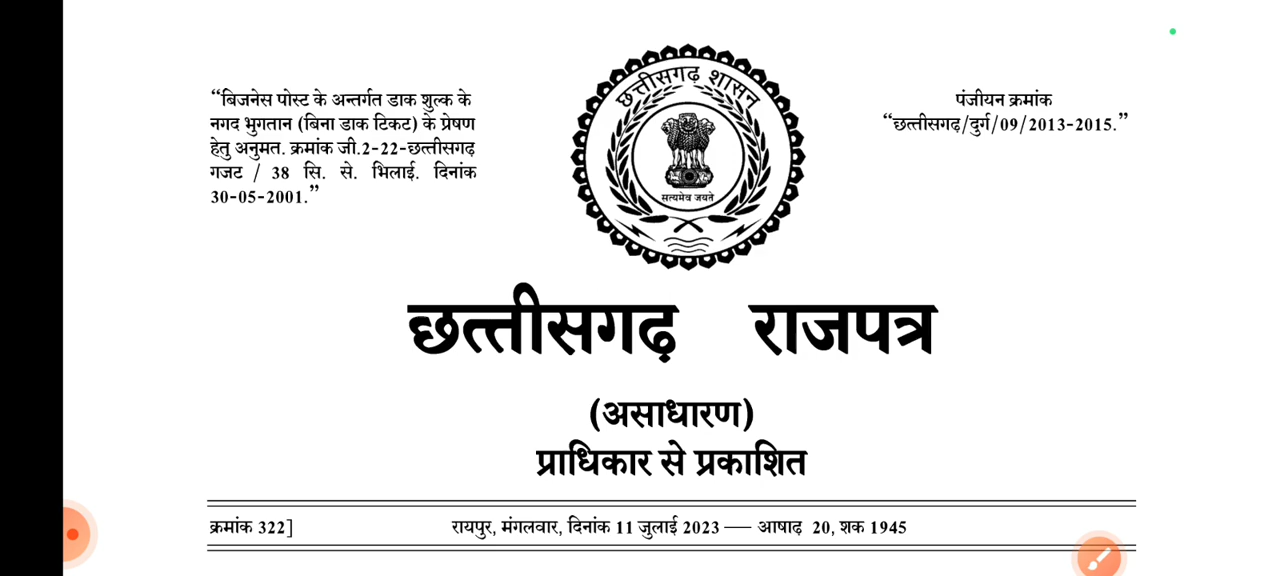 “बिजनेस पोस्ट के अन्तर्गत डाक शुल्क के
नगद भुगतान (बिना डाक टिकट) के प्रेषण
हेतु अनुमत. क्रमांक जी.2-22-छत्तीसगढ़
गजट / 38 सि. से. भिलाई. दिनांक
30-05-2001.”
छत्तीसगढ़ शासन
सत्यमेव जयते
पंजीयन क्रमांक
“छत्तीसगढ़/दुर्ग/09/2013-2015.”
छत्तीसगढ़ राजपत्र
(असाधारण)
प्राधिकार से प्रकाशित
क्रमांक 322]
रायपुर, मंगलवार, दिनांक 11 जुलाई 2023 — आषाढ़ 20, शक 1945